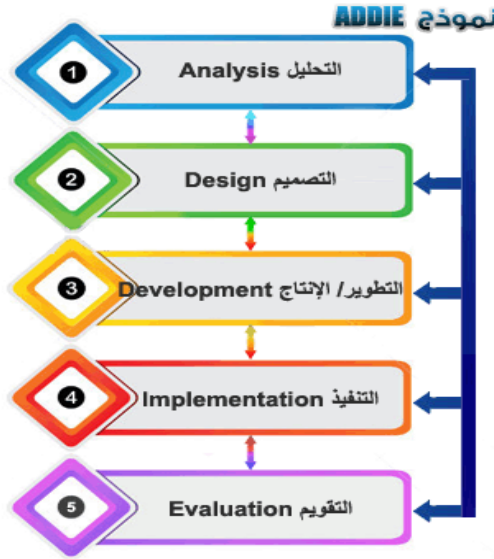 نموذج ADDIE
1
التحليل Analysis
2
التصميم Design
3
التطوير/ الإنتاج Development
4
التنفيذ Implementation
5
التقويم Evaluation